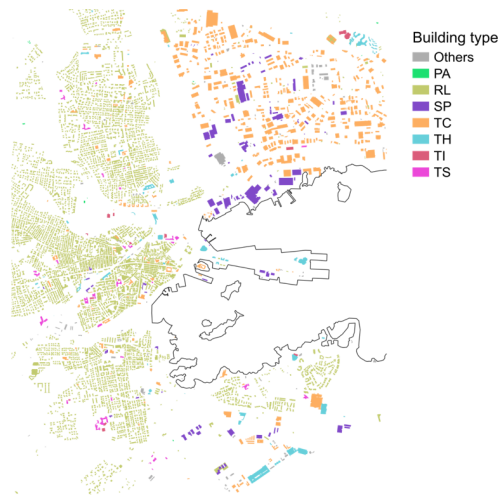 Building type
Others
PA
RL
SP
TC
TH
TI
TS